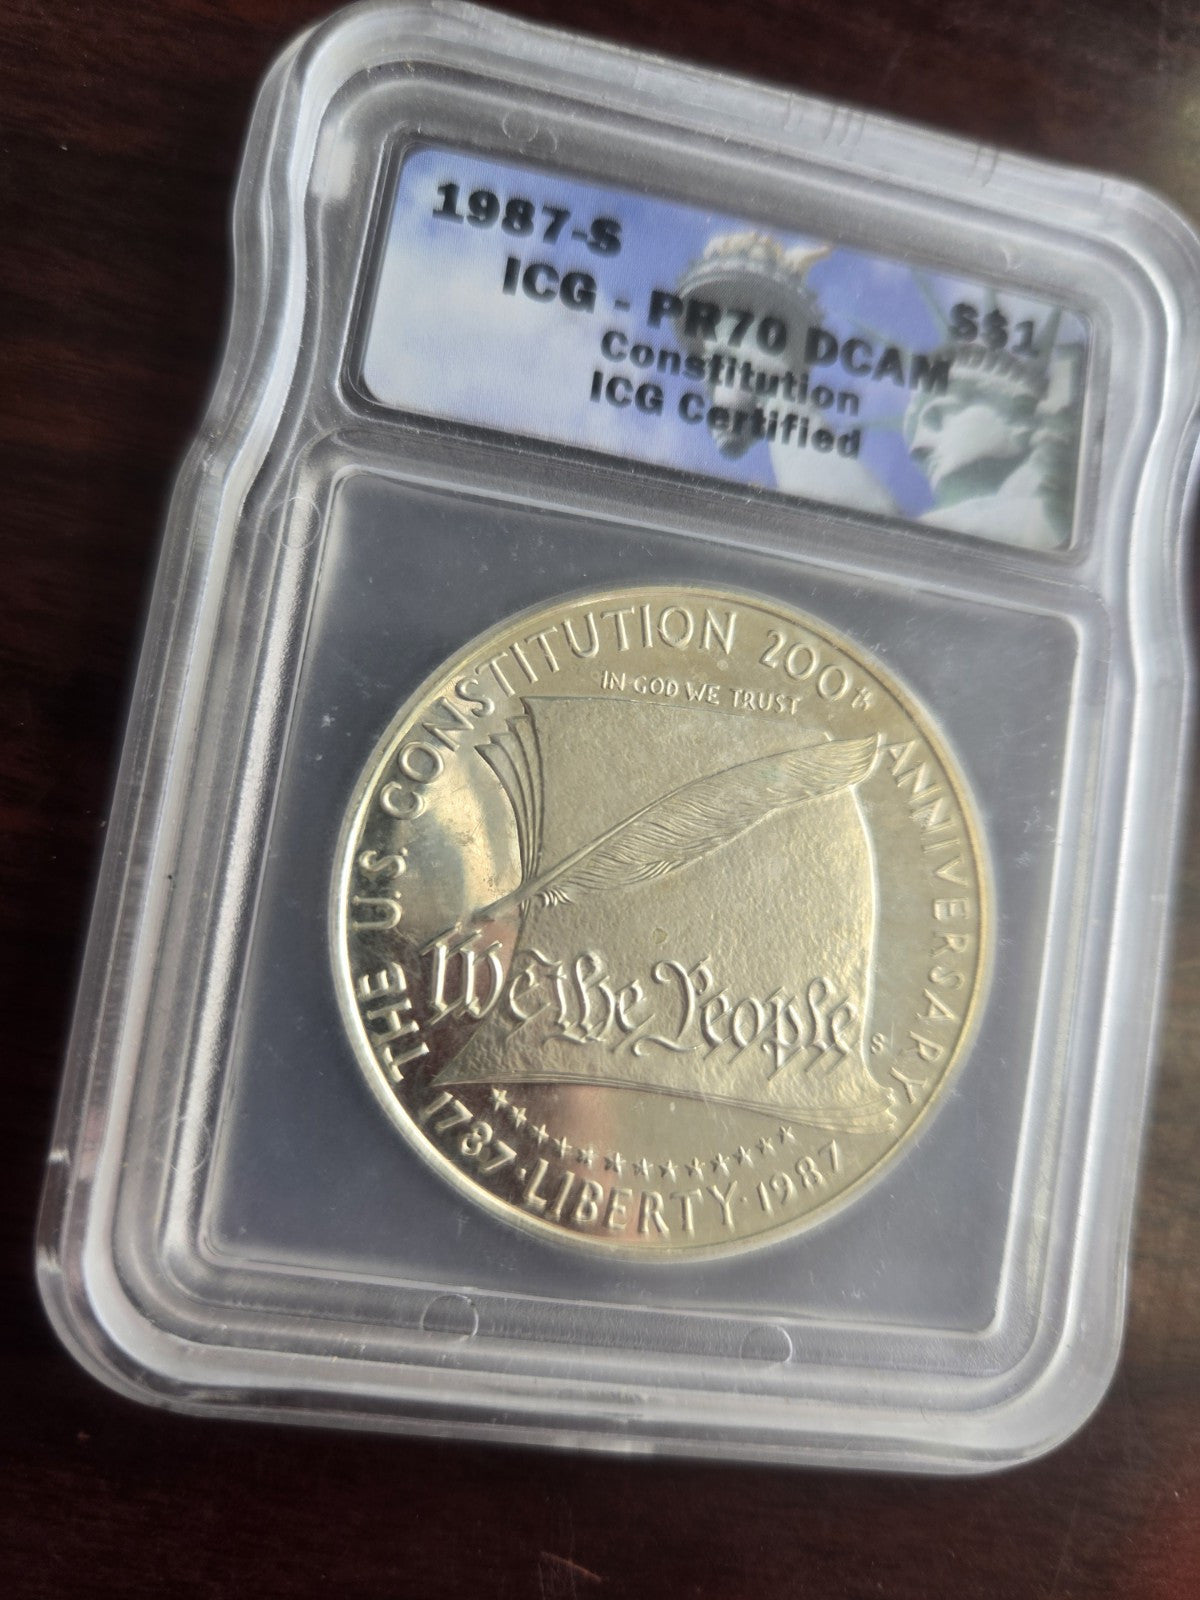 1987-S
S$1
ICG - PR70 DCAM
Constitution
ICG Certified
THE U.S. CONSTITUTION 200th ANNIVERSARY
IN GOD WE TRUST
We the People
S
1787·LIBERTY·1987